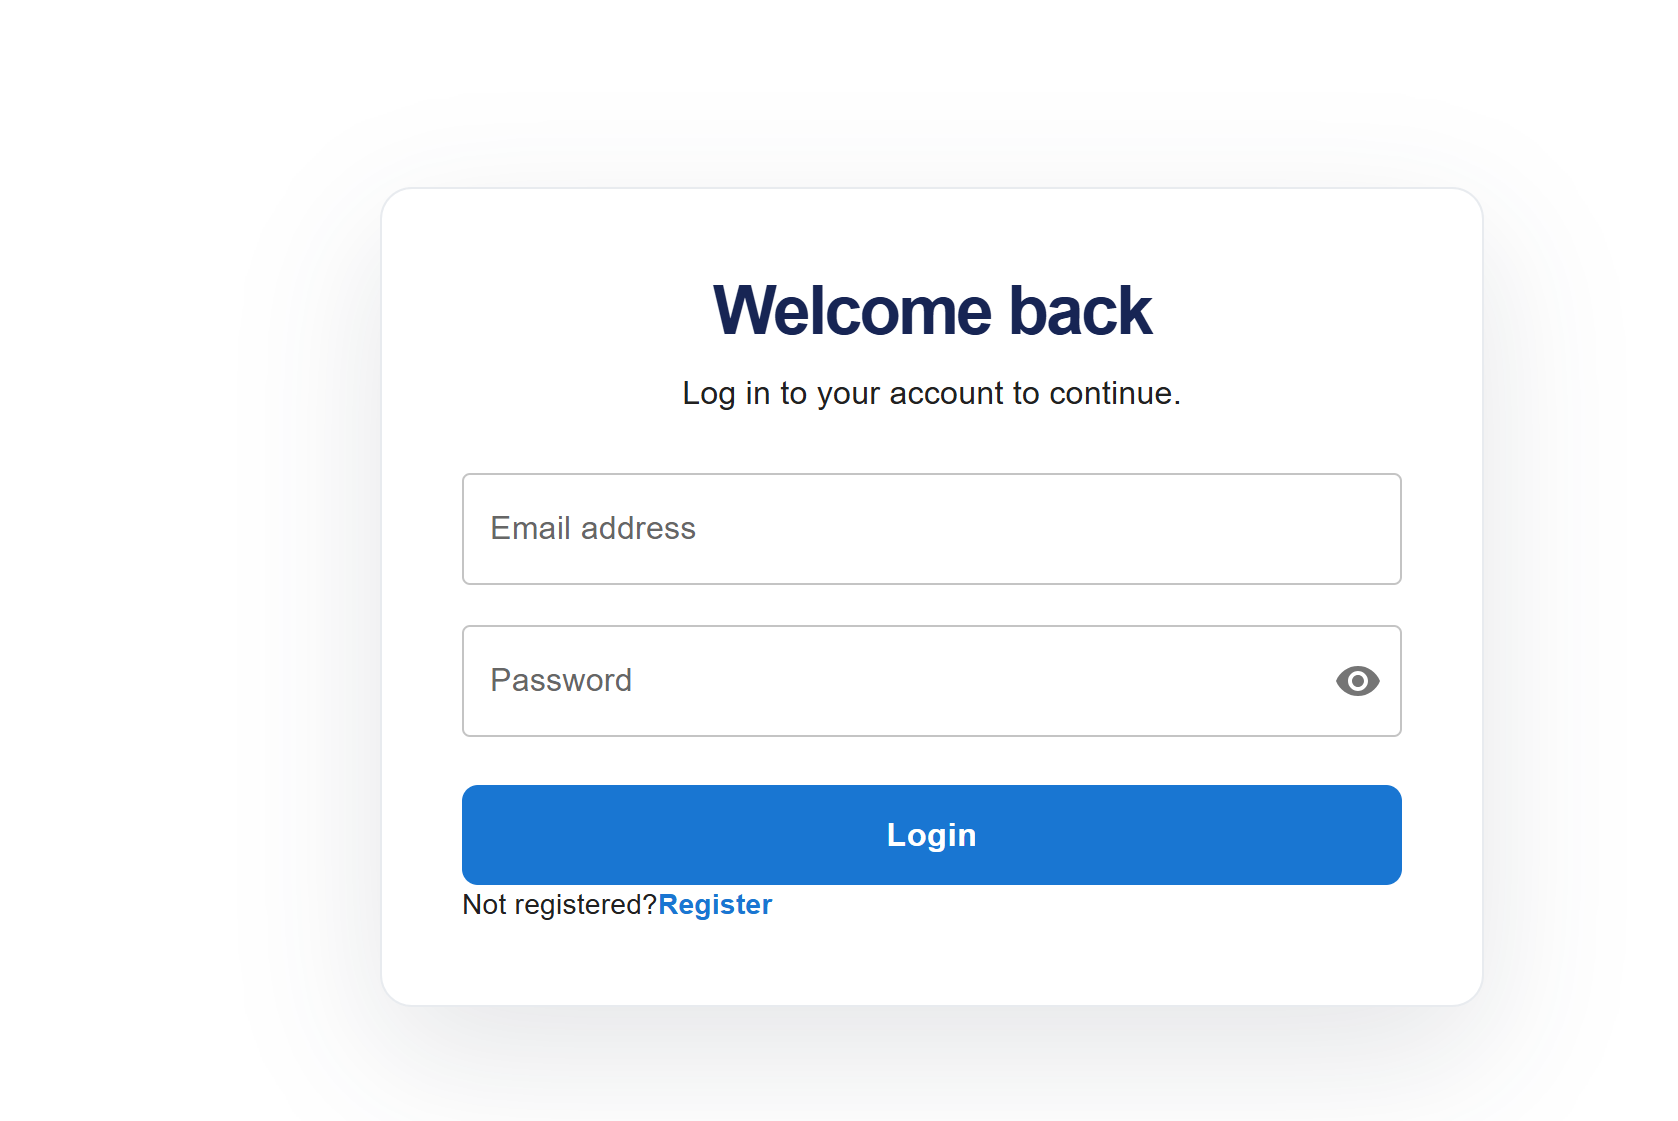 Welcome back
Log in to your account to continue.
Email address
Password
Login
Not registered?Register